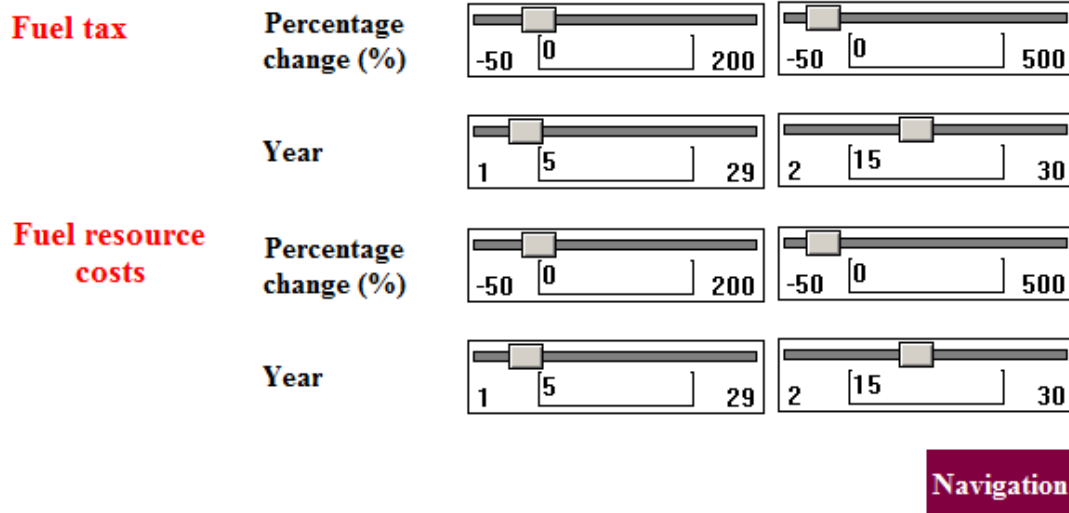 Fuel tax
Percentage
change (%)
-50 0 200
-50 0 500
Year
1 5 29
2 15 30
Fuel resource
costs
Percentage
change (%)
-50 0 200
-50 0 500
Year
1 5 29
2 15 30
Navigation